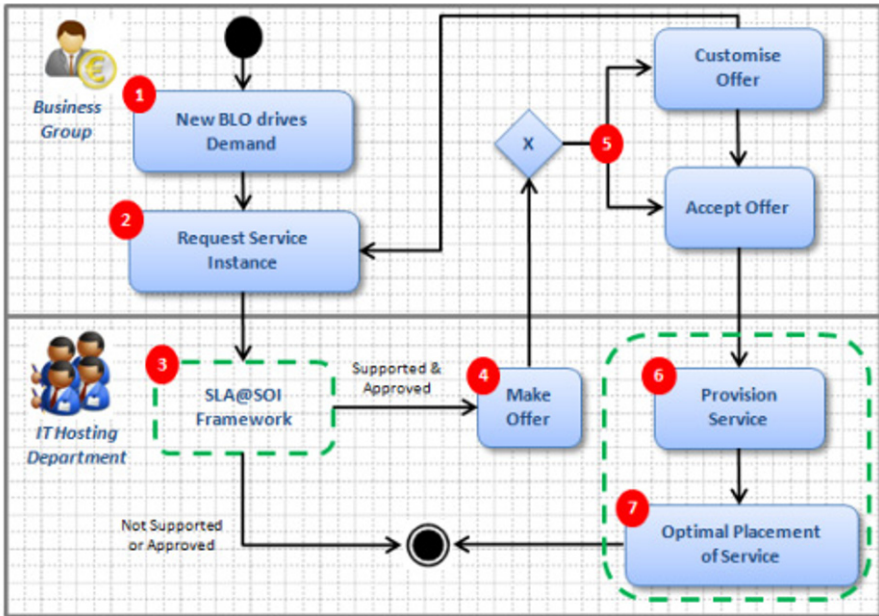 Business
Group
1
New BLO drives
Demand
2
Request Service
Instance
X
5
Customise
Offer
Accept Offer
IT Hosting
Department
3
SLA@SOI
Framework
Supported &
Approved
4
Make
Offer
6
Provision
Service
Not Supported
or Approved
7
Optimal Placement
of Service